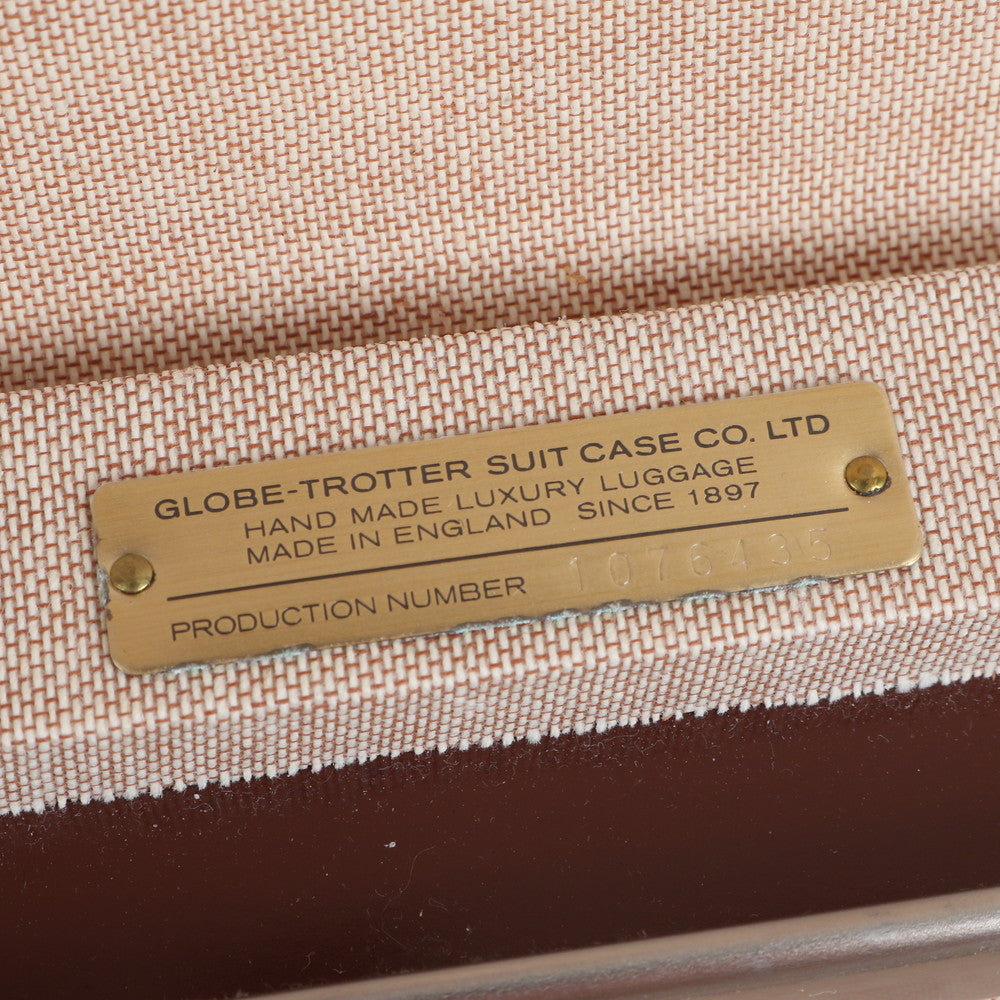 GLOBE-TROTTER SUIT CASE CO. LTD
HAND MADE LUXURY LUGGAGE
MADE IN ENGLAND SINCE 1897
PRODUCTION NUMBER 1076435